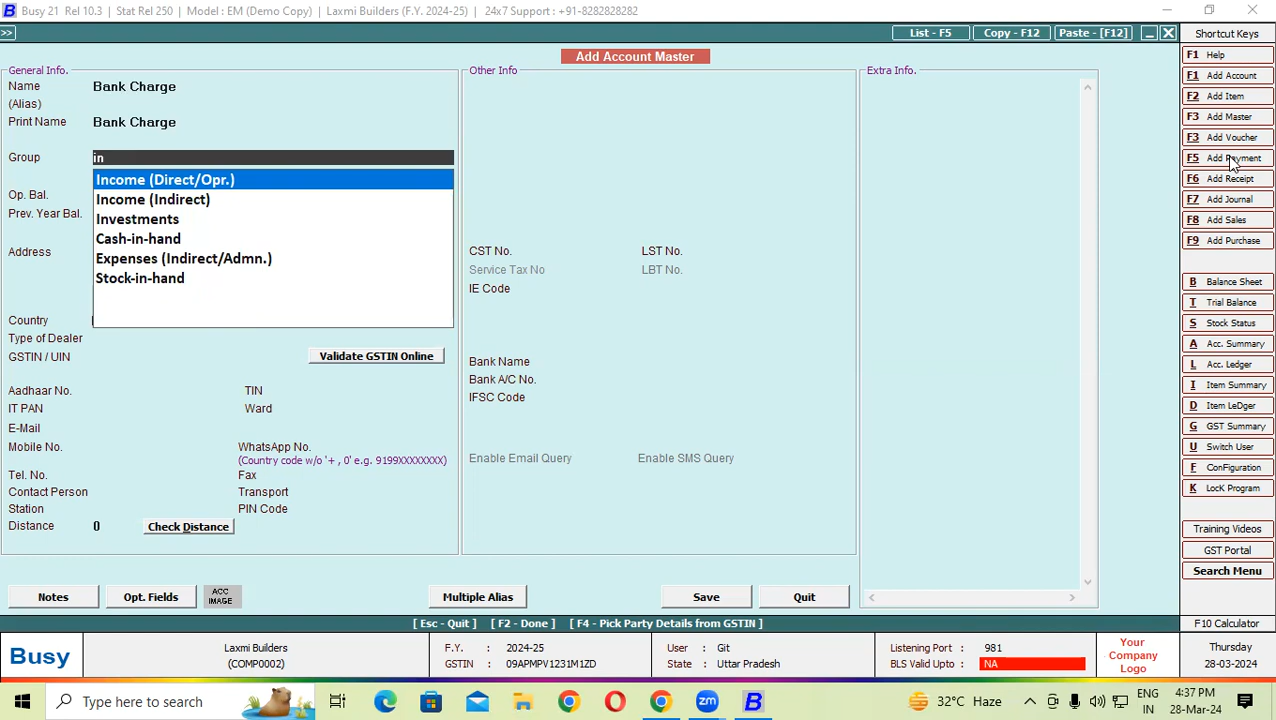 Busy 21 Rel 10.3 | Stat Rel 250 | Model : EM (Demo Copy) | Laxmi Builders (F.Y. 2024-25) | 24x7 Support : +91-8282828282
>> List - F5 Copy - F12 Paste - [F12]
Shortcut Keys
Add Account Master
General Info.
Name Bank Charge
(Alias)
Print Name Bank Charge
Group in
Income (Direct/Opr.)
Income (Indirect)
Investments
Cash-in-hand
Expenses (Indirect/Admn.)
Stock-in-hand
Op. Bal.
Prev. Year Bal.
Address
Country
Type of Dealer
GSTIN / UIN Validate GSTIN Online
Aadhaar No. TIN
IT PAN Ward
E-Mail
Mobile No. WhatsApp No.
(Country code w/o '+ , 0' e.g. 9199XXXXXXXX)
Tel. No. Fax
Contact Person Transport
Station PIN Code
Distance 0 Check Distance
Other Info
CST No. LST No.
Service Tax No LBT No.
IE Code
Bank Name
Bank A/C No.
IFSC Code
Enable Email Query Enable SMS Query
Extra Info.
Notes Opt. Fields ACC IMAGE Multiple Alias Save Quit
[ Esc - Quit ] [ F2 - Done ] [ F4 - Pick Party Details from GSTIN ]
F1 Help
F1 Add Account
F2 Add Item
F3 Add Master
F3 Add Voucher
F5 Add Payment
F6 Add Receipt
F7 Add Journal
F8 Add Sales
F9 Add Purchase
B Balance Sheet
T Trial Balance
S Stock Status
A Acc. Summary
L Acc. Ledger
I Item Summary
D Item LeDger
G GST Summary
U Switch User
F ConFiguration
K LocK Program
Training Videos
GST Portal
Search Menu
F10 Calculator
Busy
Laxmi Builders
(COMP0002)
F.Y. : 2024-25
GSTIN : 09APMPV1231M1ZD
User : Git
State : Uttar Pradesh
Listening Port : 981
BLS Valid Upto : NA
Your
Company
Logo
Thursday
28-03-2024
Type here to search
32°C Haze
ENG
IN
4:37 PM
28-Mar-24